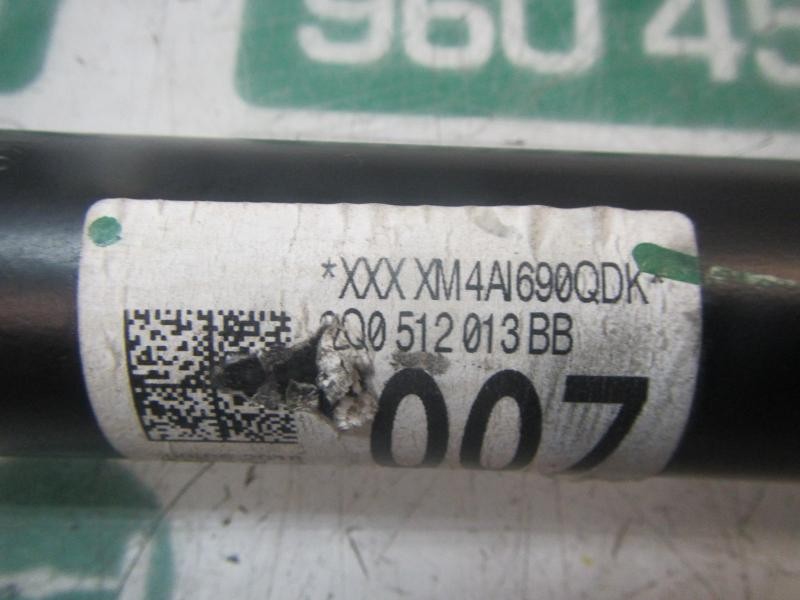 960 45
*XXX XM4AI690QDK*
2Q0 512 013 BB
007